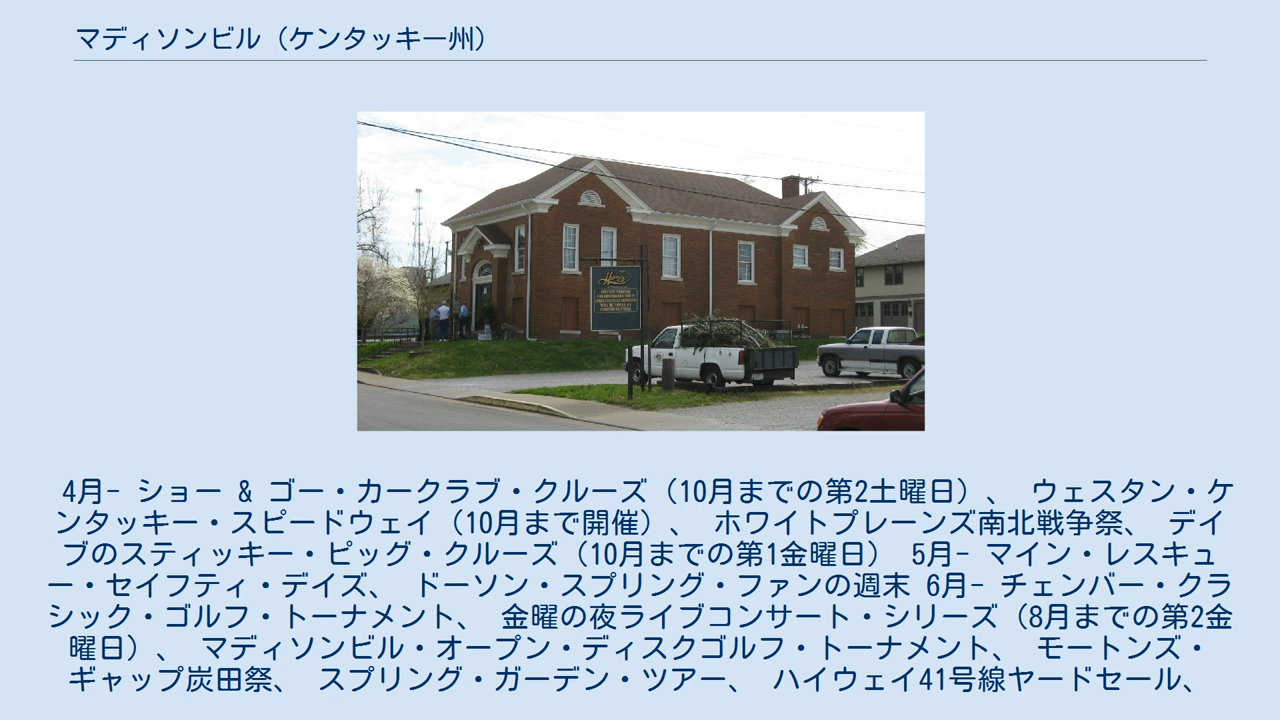 マディソンビル（ケンタッキー州）
4月- ショー & ゴー・カークラブ・クルーズ（10月までの第2土曜日）、 ウェスタン・ケ
ンタッキー・スピードウェイ（10月まで開催）、 ホワイトプレーンズ南北戦争祭、 デイ
ブのスティッキー・ピッグ・クルーズ（10月までの第1金曜日） 5月- マイン・レスキュ
ー・セイフティ・デイズ、 ドーソン・スプリング・ファンの週末 6月- チェンバー・クラ
シック・ゴルフ・トーナメント、 金曜の夜ライブコンサート・シリーズ（8月までの第2金
曜日）、 マディソンビル・オープン・ディスクゴルフ・トーナメント、 モートンズ・
ギャップ炭田祭、 スプリング・ガーデン・ツアー、 ハイウェイ41号線ヤードセール、